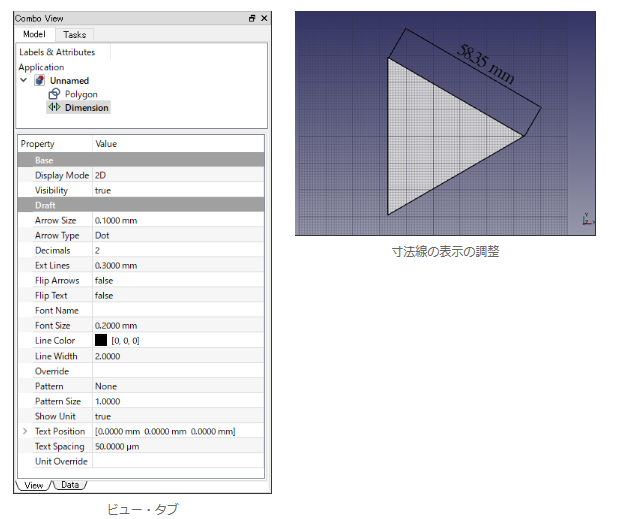 Combo View
Model Tasks
Labels & Attributes
Application
Unnamed
Polygon
Dimension
Property Value
Base
Display Mode 2D
Visibility true
Draft
Arrow Size 0.1000 mm
Arrow Type Dot
Decimals 2
Ext Lines 0.3000 mm
Flip Arrows false
Flip Text false
Font Name
Font Size 0.2000 mm
Line Color [0, 0, 0]
Line Width 2.0000
Override
Pattern None
Pattern Size 1.0000
Show Unit true
Text Position [0.0000 mm 0.0000 mm 0.0000 mm]
Text Spacing 50.0000 µm
Unit Override
View Data
ビュー・タブ
寸法線の表示の調整